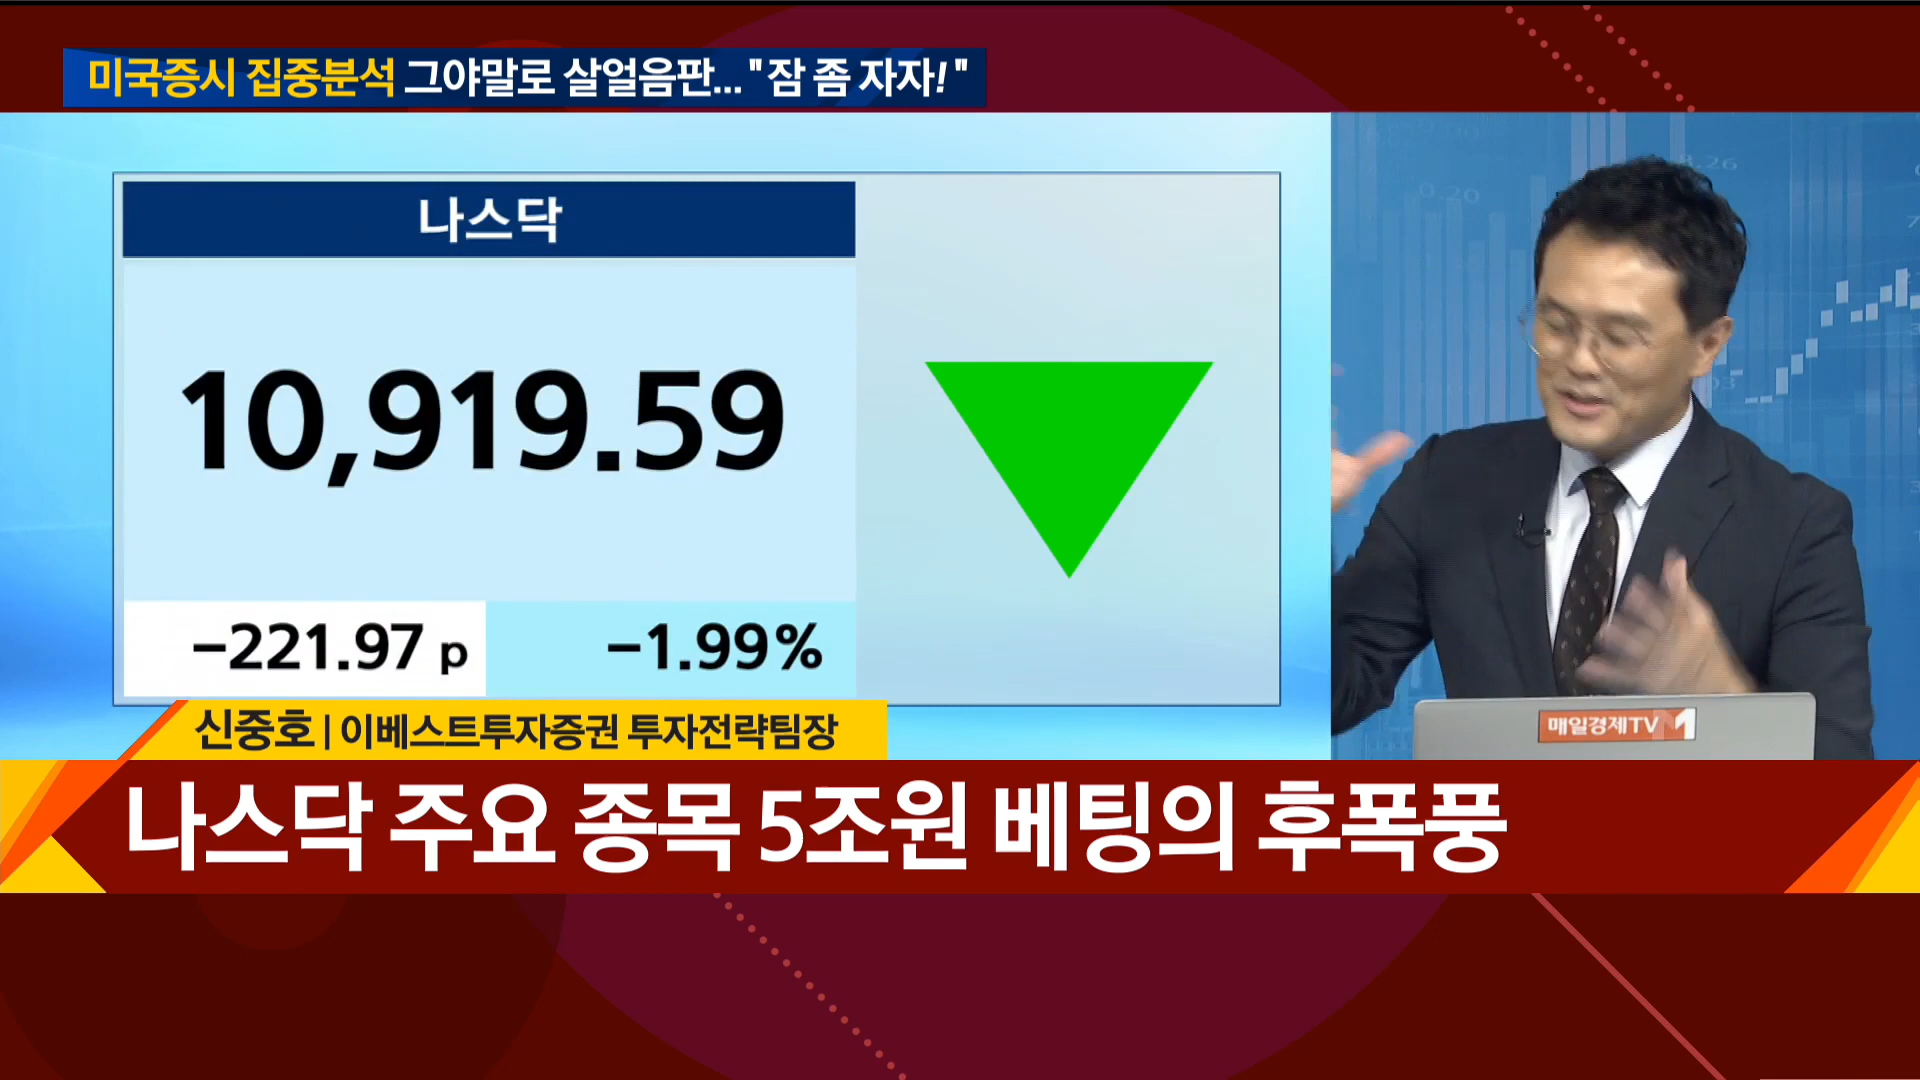 미국증시 집중분석 그야말로 살얼음판..."잠 좀 자자!"
나스닥
10,919.59
-221.97 p
-1.99%
매일경제TV M
신중호 | 이베스트투자증권 투자전략팀장
나스닥 주요 종목 5조원 베팅의 후폭풍